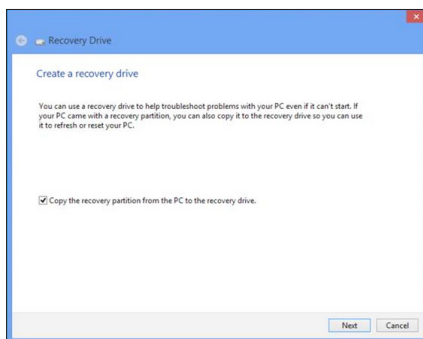 Recovery Drive
Create a recovery drive
You can use a recovery drive to help troubleshoot problems with your PC even if it can't start. If
your PC came with a recovery partition, you can also copy it to the recovery drive so you can use
it to refresh or reset your PC.
Copy the recovery partition from the PC to the recovery drive.
Next Cancel